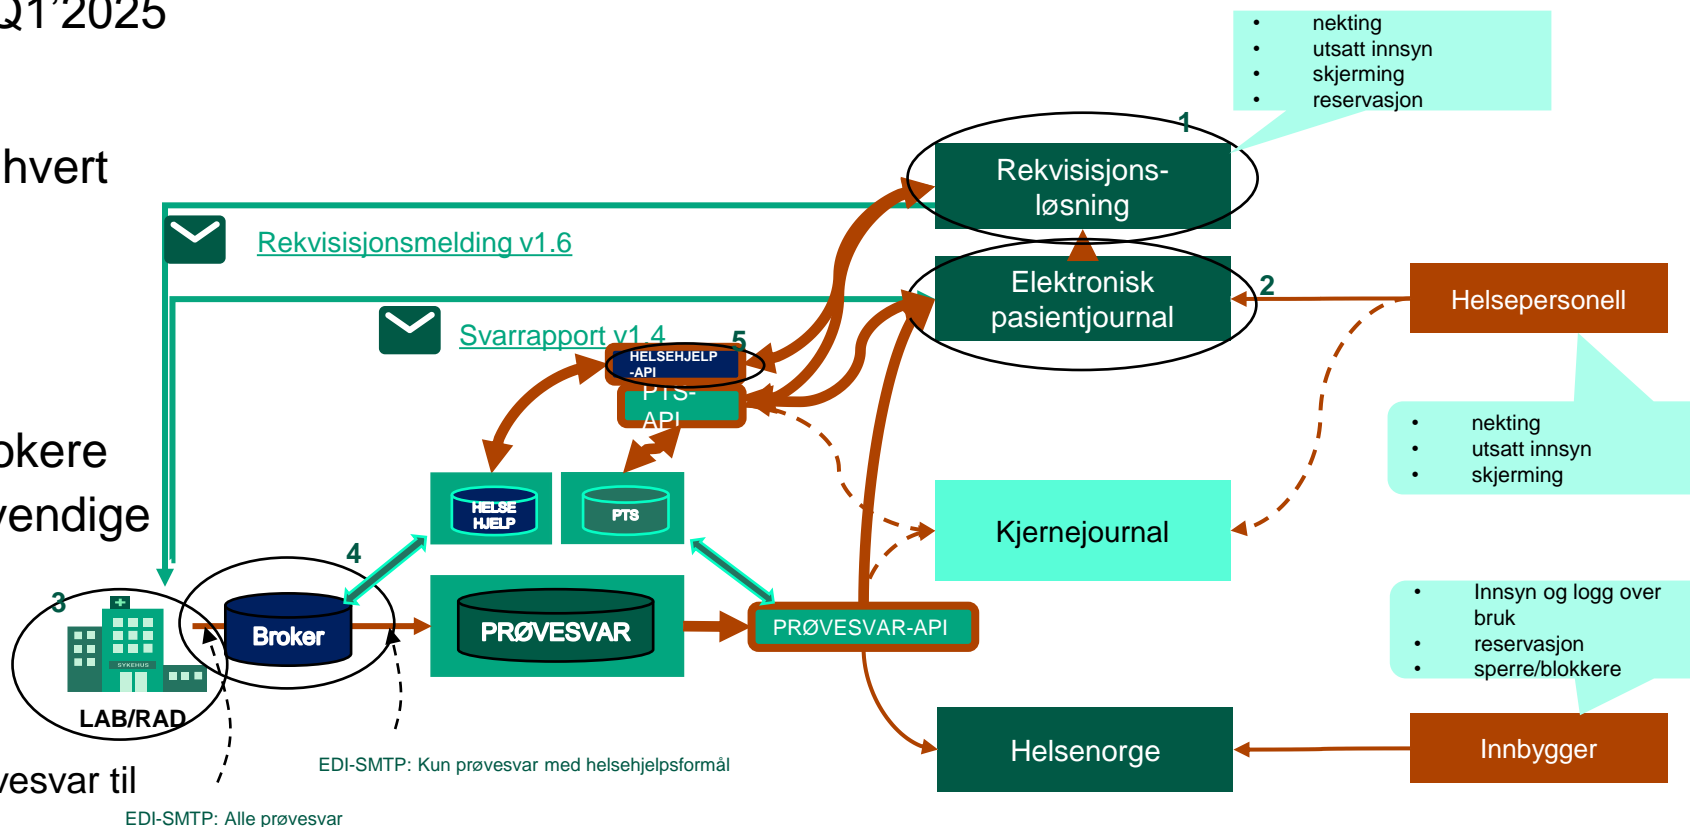 Q1'2025
• nekting
• utsatt innsyn
• skjerming
• reservasjon
1
hvert
Rekvisisjons-
løsning
Rekvisisjonsmelding v1.6
Elektronisk
pasientjournal
2
Helsepersonell
Svarrapport v1.4
5
HELSEHJELP
-API
PTS-
API
• nekting
• utsatt innsyn
• skjerming
okere
vendige
HELSE
HJELP
PTS
Kjernejournal
4
3
SYKEHUS
LAB/RAD
Broker
PRØVESVAR
PRØVESVAR-API
• Innsyn og logg over
bruk
• reservasjon
• sperre/blokkere
Helsenorge
Innbygger
EDI-SMTP: Kun prøvesvar med helsehjelpsformål
vesvar til
EDI-SMTP: Alle prøvesvar